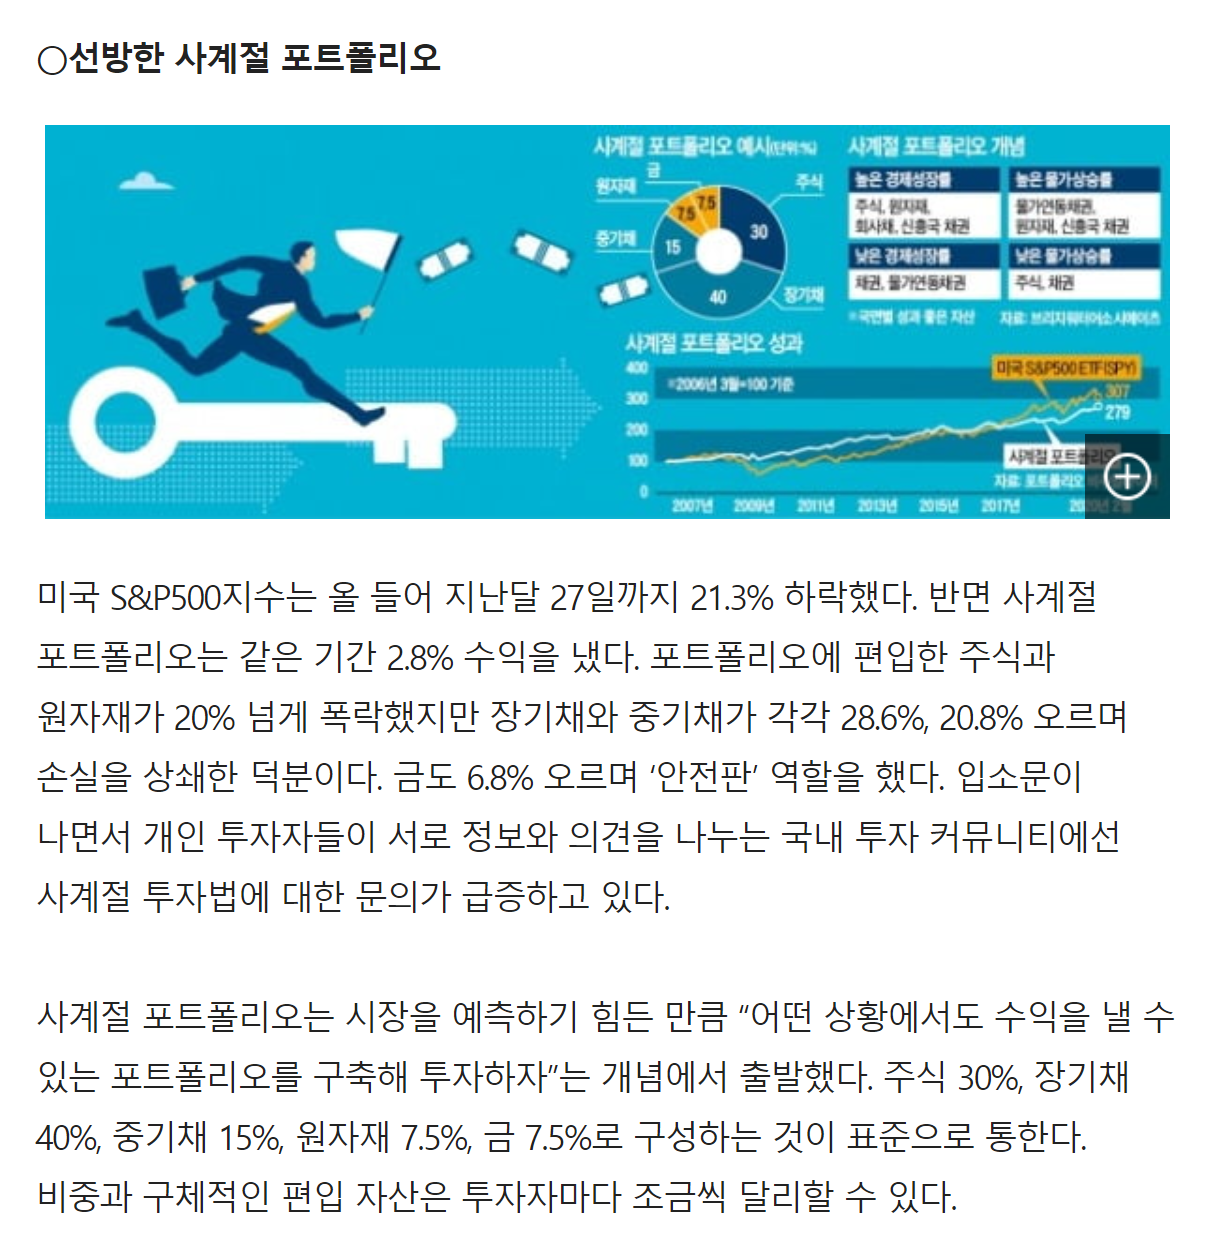 ○선방한 사계절 포트폴리오
사계절 포트폴리오 예시(단위:%)
금
원자재
주식
7.5
7.5
중기채
15
30
40
장기채
사계절 포트폴리오 개념
높은 경제성장률
높은 물가상승률
주식, 원자재,
회사채, 신흥국 채권
물가연동채권,
원자재, 신흥국 채권
낮은 경제성장률
낮은 물가상승률
채권, 물가연동채권
주식, 채권
※국면별 성과 좋은 자산
자료: 브리지워터어소시에이츠
사계절 포트폴리오 성과
400
※2006년 3월=100 기준
미국 S&P500 ETF(SPY)
307
300
279
200
사계절 포트폴리오
100
자료: 포트폴리오
0
2007년 2009년 2011년 2013년 2015년 2017년 2020년 2월
미국 S&P500지수는 올 들어 지난달 27일까지 21.3% 하락했다. 반면 사계절
포트폴리오는 같은 기간 2.8% 수익을 냈다. 포트폴리오에 편입한 주식과
원자재가 20% 넘게 폭락했지만 장기채와 중기채가 각각 28.6%, 20.8% 오르며
손실을 상쇄한 덕분이다. 금도 6.8% 오르며 ‘안전판’ 역할을 했다. 입소문이
나면서 개인 투자자들이 서로 정보와 의견을 나누는 국내 투자 커뮤니티에선
사계절 투자법에 대한 문의가 급증하고 있다.
사계절 포트폴리오는 시장을 예측하기 힘든 만큼 “어떤 상황에서도 수익을 낼 수
있는 포트폴리오를 구축해 투자하자”는 개념에서 출발했다. 주식 30%, 장기채
40%, 중기채 15%, 원자재 7.5%, 금 7.5%로 구성하는 것이 표준으로 통한다.
비중과 구체적인 편입 자산은 투자자마다 조금씩 달리할 수 있다.